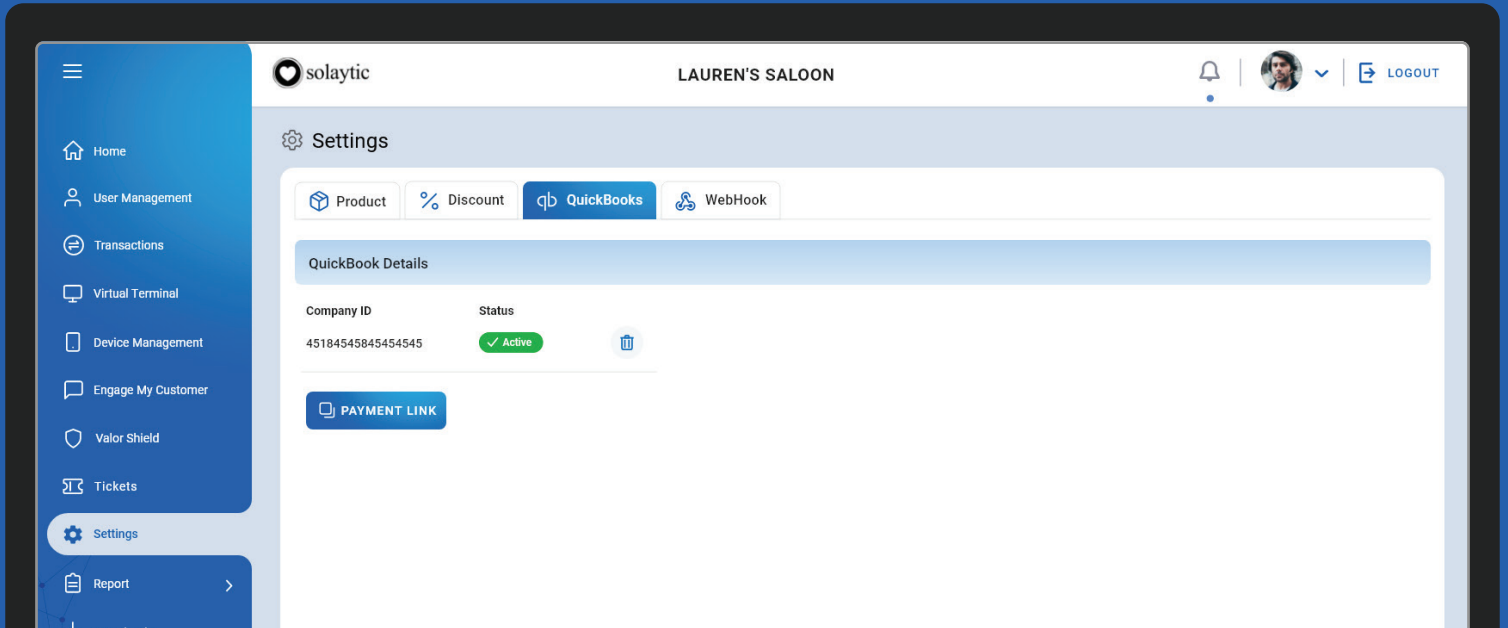 solaytic
LAUREN'S SALOON
LOGOUT
Home
User Management
Transactions
Virtual Terminal
Device Management
Engage My Customer
Valor Shield
Tickets
Settings
Report
Settings
Product
Discount
qb QuickBooks
WebHook
QuickBook Details
Company ID
Status
45184545845454545
Active
PAYMENT LINK